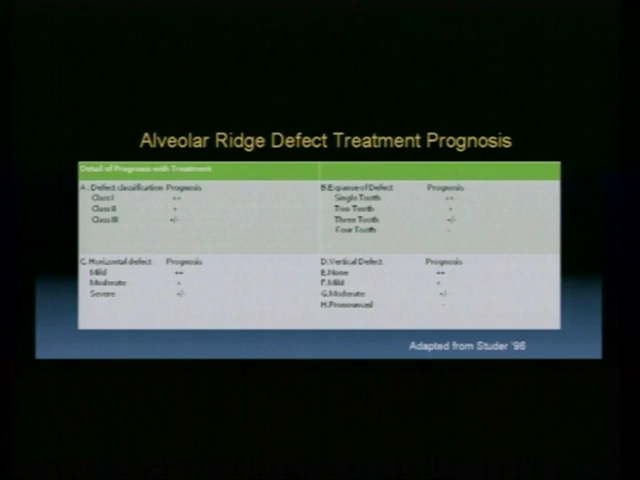 Alveolar Ridge Defect Treatment Prognosis
Detail of Prognosis with Treatment
A. Defect classification Prognosis
Class I ++
Class II +
Class III +/-
B.Expanse of Defect Prognosis
Single Tooth ++
Two Tooth +
Three Tooth +/-
Four Tooth -
C. Horizontal defect Prognosis
Mild ++
Moderate +
Severe +/-
D.Vertical Defect Prognosis
E.None ++
F.Mild +
G.Moderate +/-
H.Pronounced -
Adapted from Studer '96